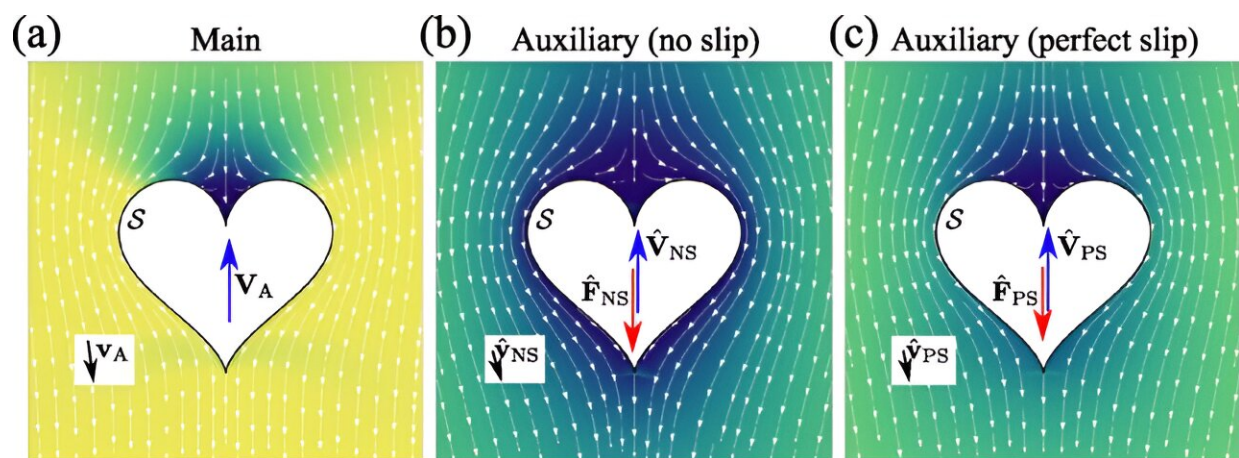 (a) Main
(b) Auxiliary (no slip)
(c) Auxiliary (perfect slip)
𝒮
V_A
v_A
𝒮
V̂_NS
F̂_NS
v̂_NS
𝒮
V̂_PS
F̂_PS
v̂_PS